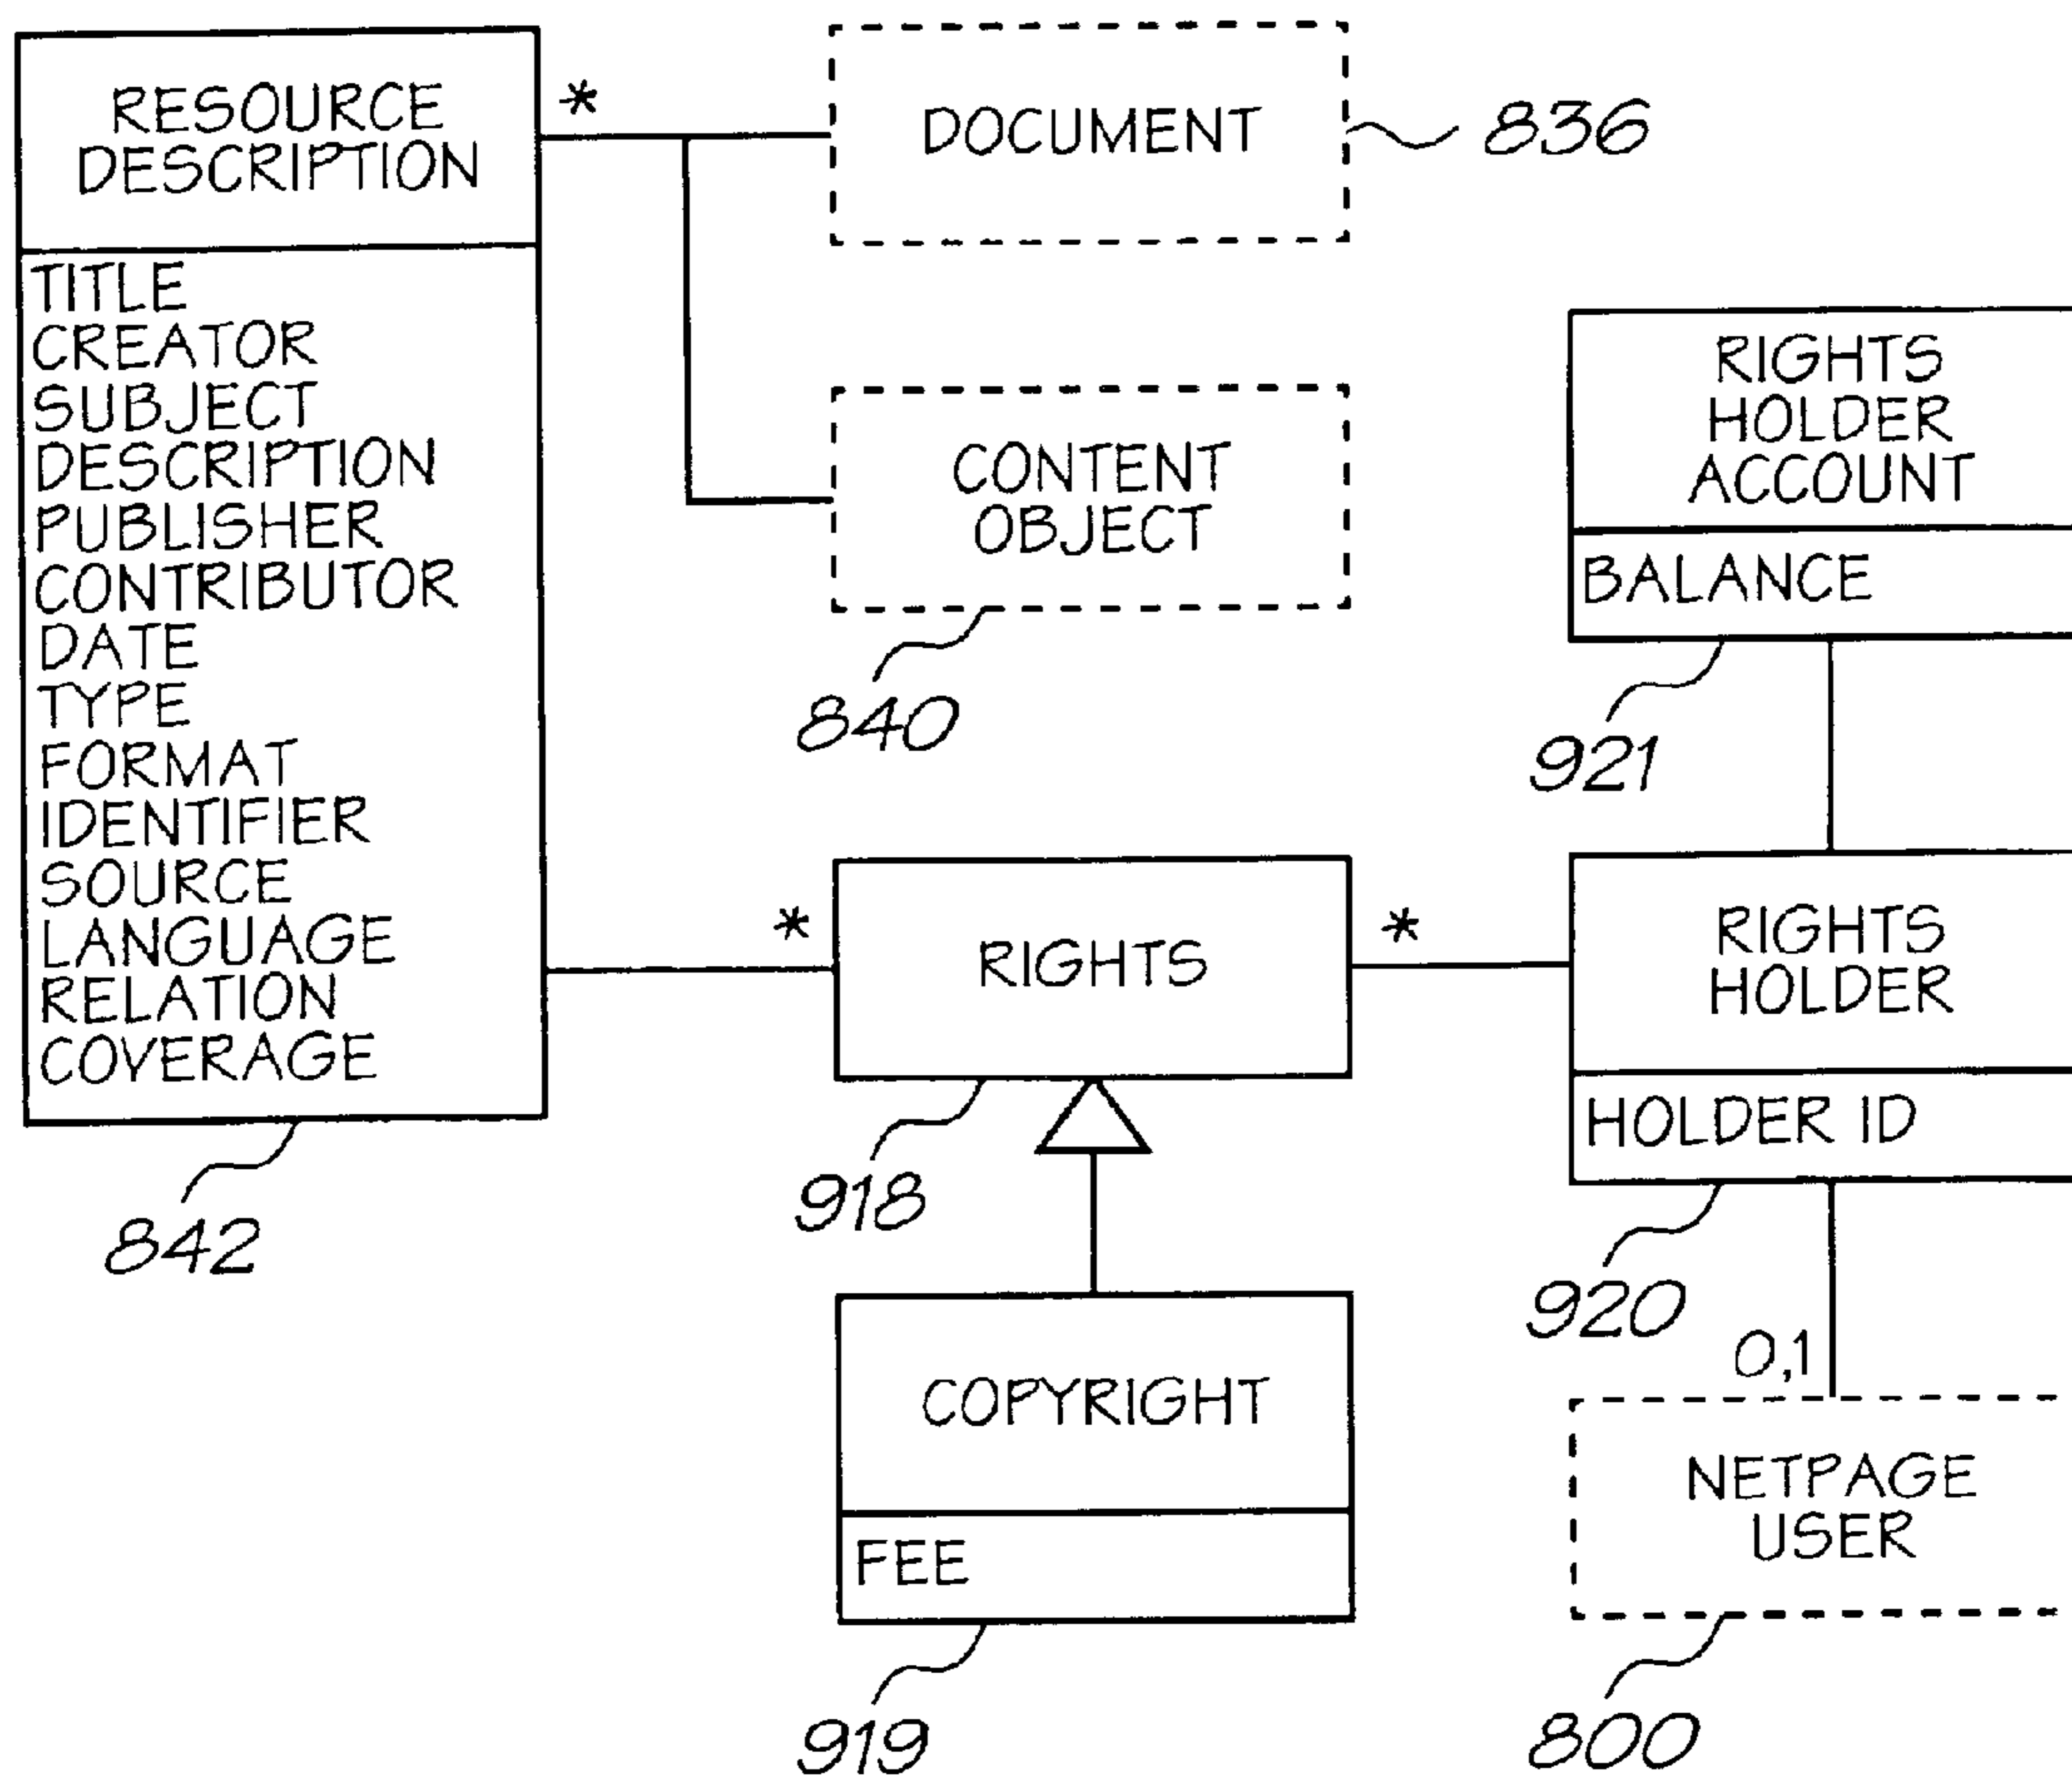 RESOURCE
DESCRIPTION
*
TITLE
CREATOR
SUBJECT
DESCRIPTION
PUBLISHER
CONTRIBUTOR
DATE
TYPE
FORMAT
IDENTIFIER
SOURCE
LANGUAGE
RELATION
COVERAGE
842
DOCUMENT
836
CONTENT
OBJECT
840
RIGHTS
HOLDER
ACCOUNT
BALANCE
921
*
RIGHTS
*
918
RIGHTS
HOLDER
HOLDER ID
920
COPYRIGHT
FEE
919
0,1
NETPAGE
USER
800